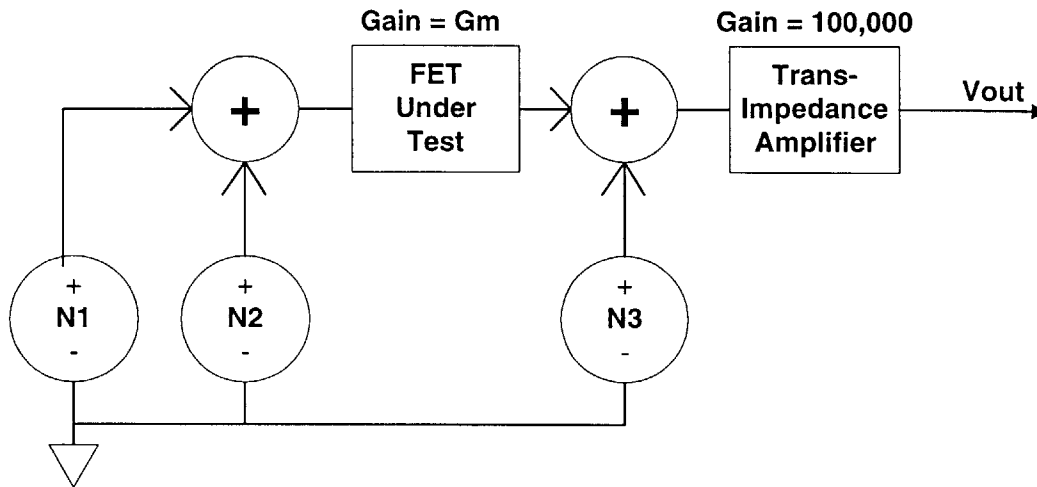 Gain = Gm
Gain = 100,000
+
FET
Under
Test
+
Trans-
Impedance
Amplifier
Vout
+
N1
-
+
N2
-
+
N3
-